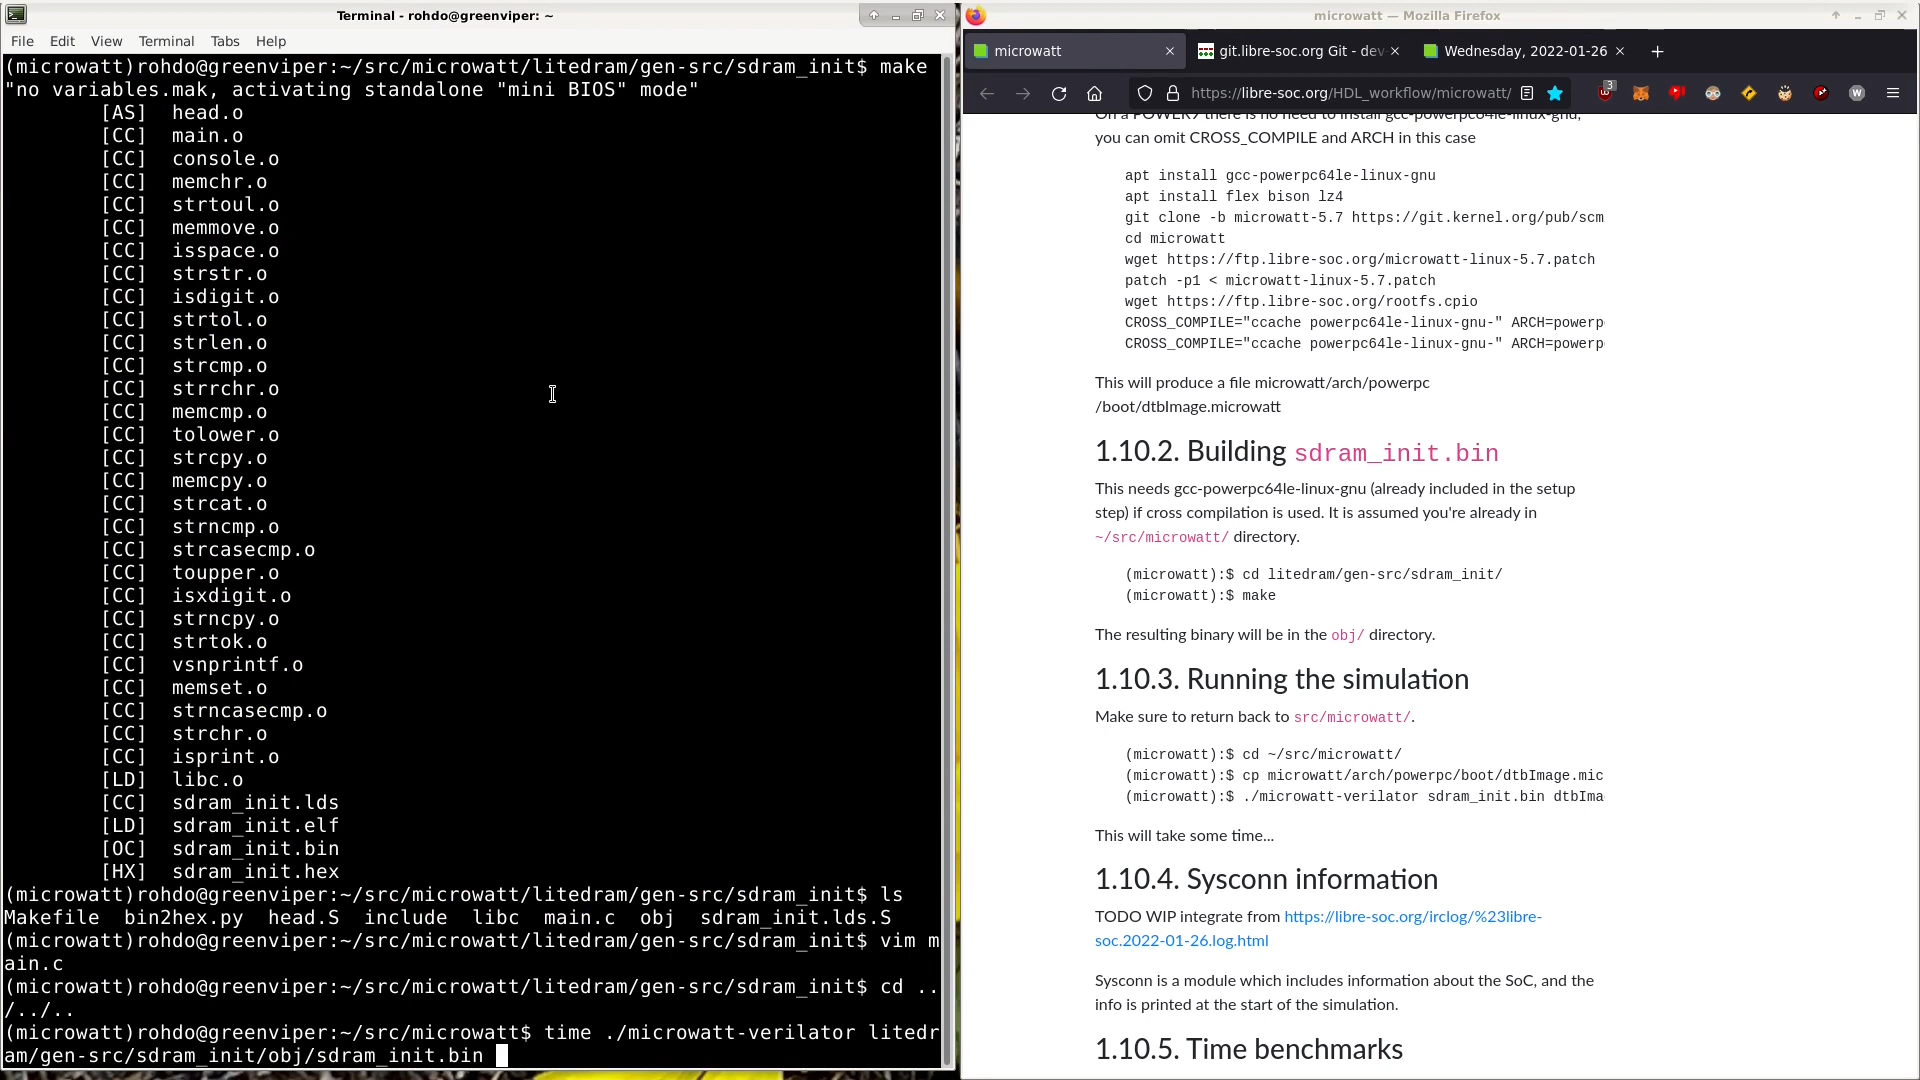 Terminal - rohdo@greenviper: ~
File Edit View Terminal Tabs Help
(microwatt)rohdo@greenviper:~/src/microwatt/litedram/gen-src/sdram_init$ make
"no variables.mak, activating standalone "mini BIOS" mode"
[AS] head.o
[CC] main.o
[CC] console.o
[CC] memchr.o
[CC] strtoul.o
[CC] memmove.o
[CC] isspace.o
[CC] strstr.o
[CC] isdigit.o
[CC] strtol.o
[CC] strlen.o
[CC] strcmp.o
[CC] strrchr.o
[CC] memcmp.o
[CC] tolower.o
[CC] strcpy.o
[CC] memcpy.o
[CC] strcat.o
[CC] strncmp.o
[CC] strcasecmp.o
[CC] toupper.o
[CC] isxdigit.o
[CC] strncpy.o
[CC] strtok.o
[CC] vsnprintf.o
[CC] memset.o
[CC] strncasecmp.o
[CC] strchr.o
[CC] isprint.o
[LD] libc.o
[CC] sdram_init.lds
[LD] sdram_init.elf
[OC] sdram_init.bin
[HX] sdram_init.hex
(microwatt)rohdo@greenviper:~/src/microwatt/litedram/gen-src/sdram_init$ ls
Makefile bin2hex.py head.S include libc main.c obj sdram_init.lds.S
(microwatt)rohdo@greenviper:~/src/microwatt/litedram/gen-src/sdram_init$ vim m
ain.c
(microwatt)rohdo@greenviper:~/src/microwatt/litedram/gen-src/sdram_init$ cd ..
/../..
(microwatt)rohdo@greenviper:~/src/microwatt$ time ./microwatt-verilator litedr
am/gen-src/sdram_init/obj/sdram_init.bin
microwatt — Mozilla Firefox
microwatt
git.libre-soc.org Git - dev
Wednesday, 2022-01-26
https://libre-soc.org/HDL_workflow/microwatt/
3
W
On a POWER9 there is no need to install gcc-powerpc64le-linux-gnu,
you can omit CROSS_COMPILE and ARCH in this case
apt install gcc-powerpc64le-linux-gnu
apt install flex bison lz4
git clone -b microwatt-5.7 https://git.kernel.org/pub/scm
cd microwatt
wget https://ftp.libre-soc.org/microwatt-linux-5.7.patch
patch -p1 < microwatt-linux-5.7.patch
wget https://ftp.libre-soc.org/rootfs.cpio
CROSS_COMPILE="ccache powerpc64le-linux-gnu-" ARCH=powerp
CROSS_COMPILE="ccache powerpc64le-linux-gnu-" ARCH=powerp
This will produce a file microwatt/arch/powerpc
/boot/dtbImage.microwatt
1.10.2. Building sdram_init.bin
This needs gcc-powerpc64le-linux-gnu (already included in the setup
step) if cross compilation is used. It is assumed you're already in
~/src/microwatt/ directory.
(microwatt):$ cd litedram/gen-src/sdram_init/
(microwatt):$ make
The resulting binary will be in the obj/ directory.
1.10.3. Running the simulation
Make sure to return back to src/microwatt/.
(microwatt):$ cd ~/src/microwatt/
(microwatt):$ cp microwatt/arch/powerpc/boot/dtbImage.mic
(microwatt):$ ./microwatt-verilator sdram_init.bin dtbIma
This will take some time...
1.10.4. Sysconn information
TODO WIP integrate from https://libre-soc.org/irclog/%23libre-
soc.2022-01-26.log.html
Sysconn is a module which includes information about the SoC, and the
info is printed at the start of the simulation.
1.10.5. Time benchmarks